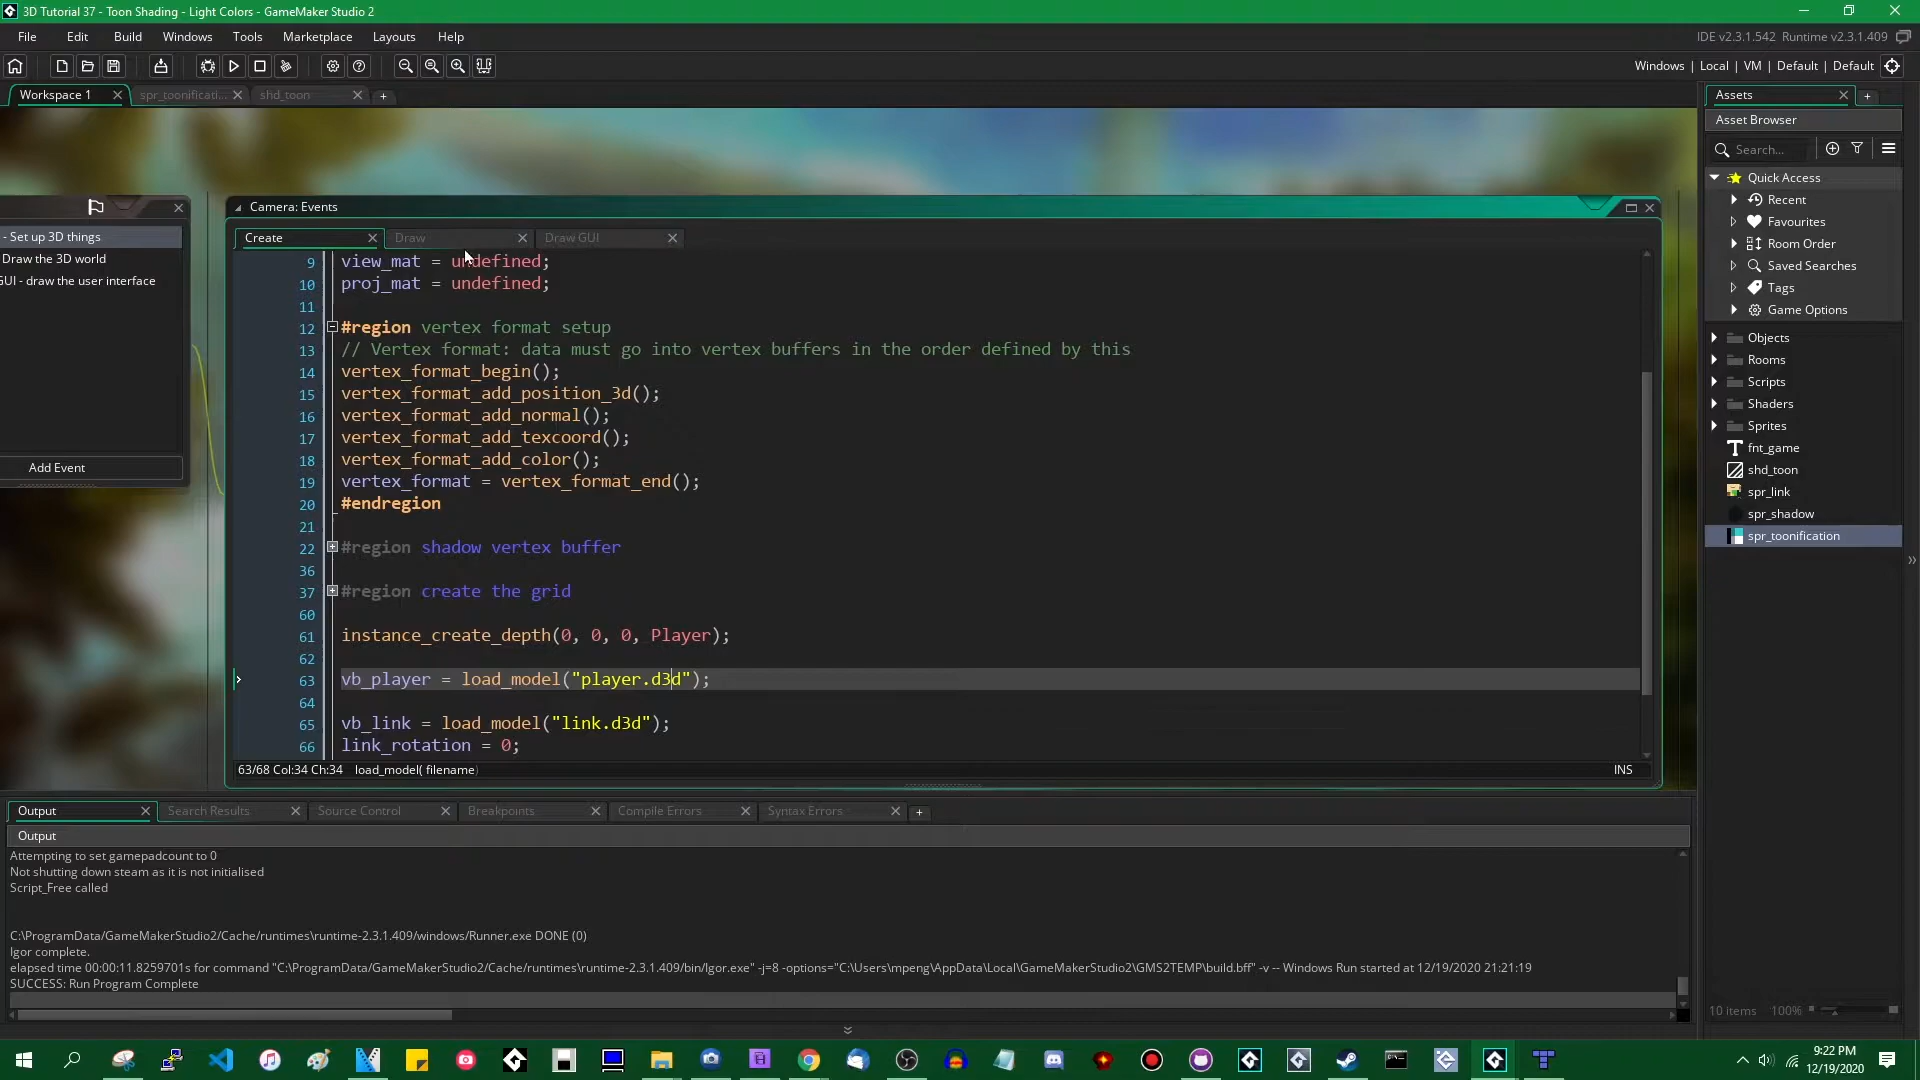 3D Tutorial 37 - Toon Shading - Light Colors - GameMaker Studio 2
File Edit Build Windows Tools Marketplace Layouts Help
IDE v2.3.1.542 Runtime v2.3.1.409
Windows | Local | VM | Default | Default
Workspace 1 spr_toonificati... shd_toon
Assets
Asset Browser
Search...
Quick Access
Recent
Favourites
Room Order
Saved Searches
Tags
Game Options
Objects
Rooms
Scripts
Shaders
Sprites
fnt_game
shd_toon
spr_link
spr_shadow
spr_toonification
10 items 100%
- Set up 3D things
Draw the 3D world
GUI - draw the user interface
Add Event
Camera: Events
Create Draw Draw GUI
9 view_mat = undefined;
10 proj_mat = undefined;
11
12 #region vertex format setup
13 // Vertex format: data must go into vertex buffers in the order defined by this
14 vertex_format_begin();
15 vertex_format_add_position_3d();
16 vertex_format_add_normal();
17 vertex_format_add_texcoord();
18 vertex_format_add_color();
19 vertex_format = vertex_format_end();
20 #endregion
21
22 #region shadow vertex buffer
36
37 #region create the grid
60
61 instance_create_depth(0, 0, 0, Player);
62
63 vb_player = load_model("player.d3d");
64
65 vb_link = load_model("link.d3d");
66 link_rotation = 0;
63/68 Col:34 Ch:34 load_model( filename) INS
Output Search Results Source Control Breakpoints Compile Errors Syntax Errors
Output
Attempting to set gamepadcount to 0
Not shutting down steam as it is not initialised
Script_Free called
C:\ProgramData/GameMakerStudio2/Cache/runtimes\runtime-2.3.1.409/windows/Runner.exe DONE (0)
Igor complete.
elapsed time 00:00:11.8259701s for command "C:\ProgramData/GameMakerStudio2/Cache/runtimes\runtime-2.3.1.409/bin/Igor.exe" -j=8 -options="C:\Users\mpeng\AppData\Local\GameMakerStudio2\GMS2TEMP\build.bff" -v -- Windows Run started at 12/19/2020 21:21:19
SUCCESS: Run Program Complete
9:22 PM
12/19/2020